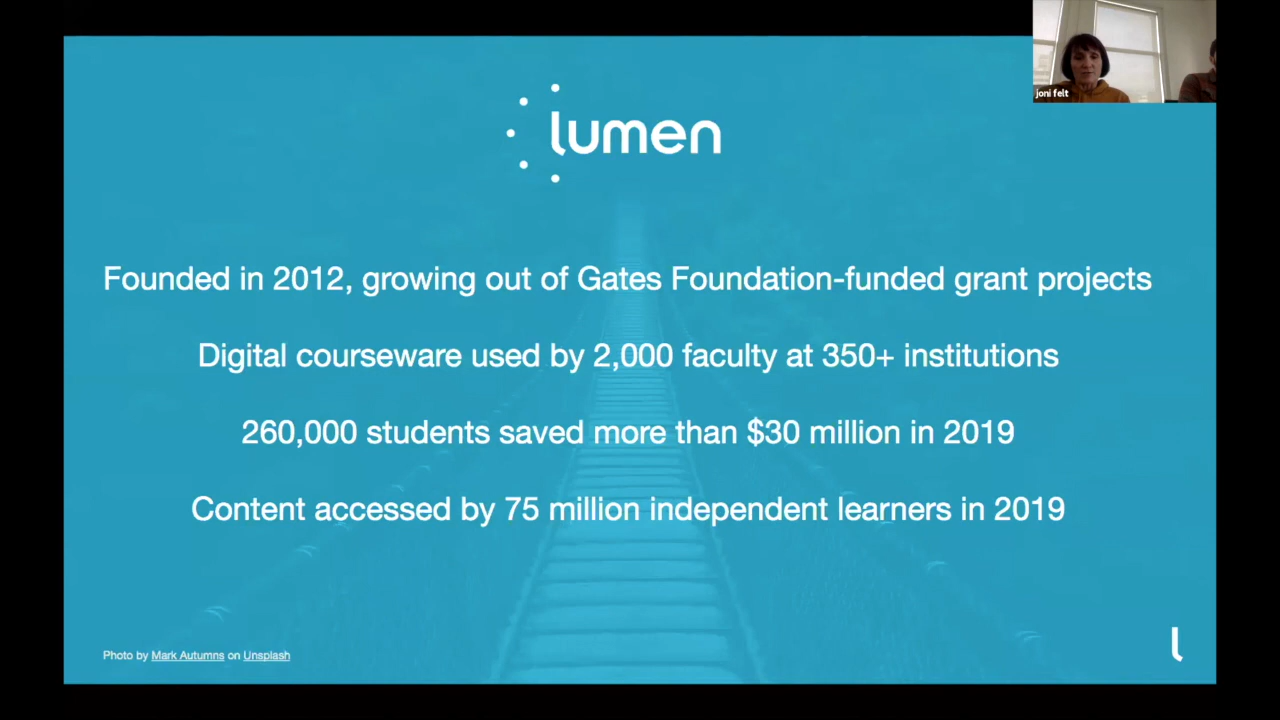 joni felt
lumen
Founded in 2012, growing out of Gates Foundation-funded grant projects
Digital courseware used by 2,000 faculty at 350+ institutions
260,000 students saved more than $30 million in 2019
Content accessed by 75 million independent learners in 2019
Photo by Mark Autumns on Unsplash
l